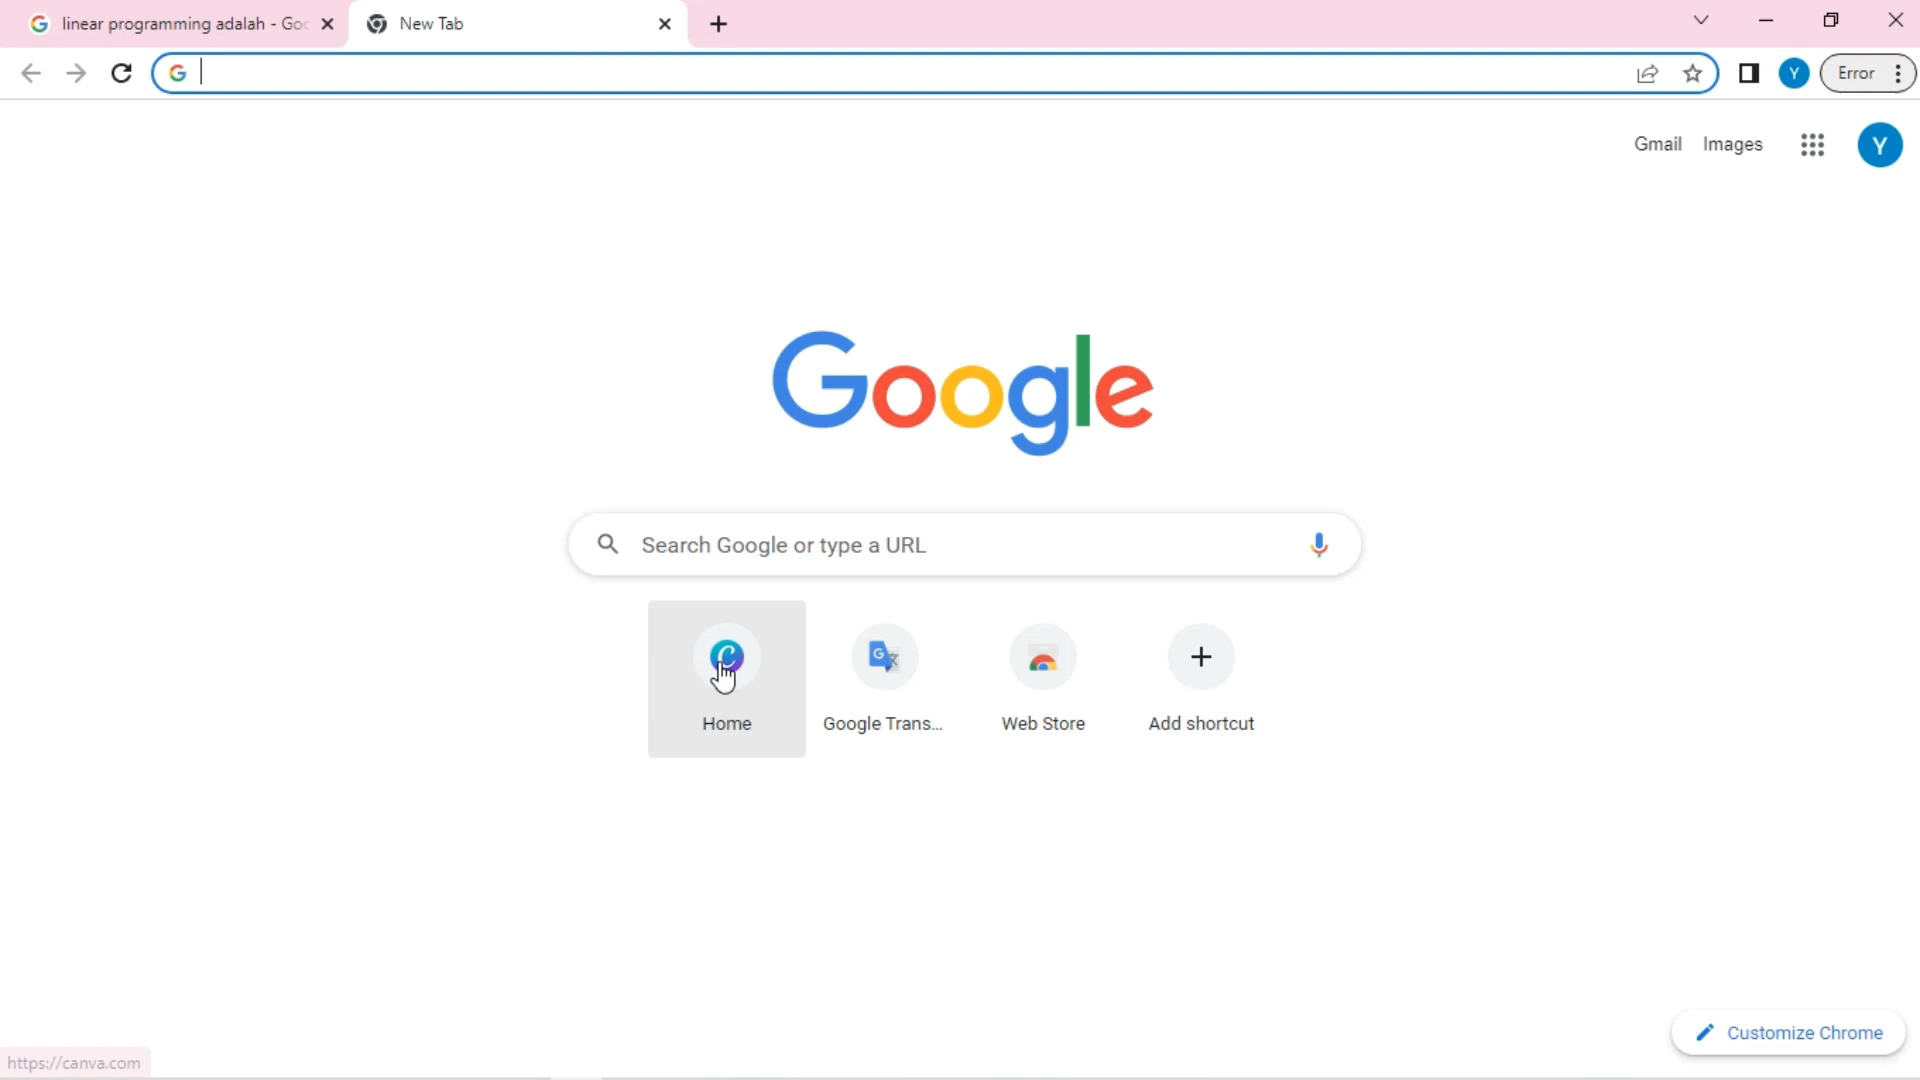 linear programming adalah - Goo
New Tab
Error
Y
Gmail
Images
Y
Google
Search Google or type a URL
Home
Google Trans...
Web Store
Add shortcut
Customize Chrome
https://canva.com